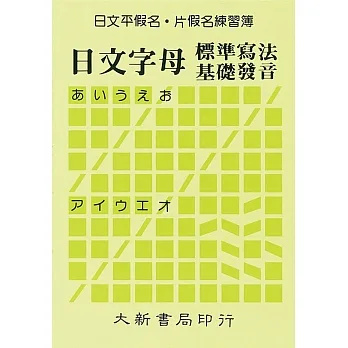 日文平假名・片假名練習簿
日文字母 標準寫法
基礎發音
あいうえお
アイウエオ
大新書局印行